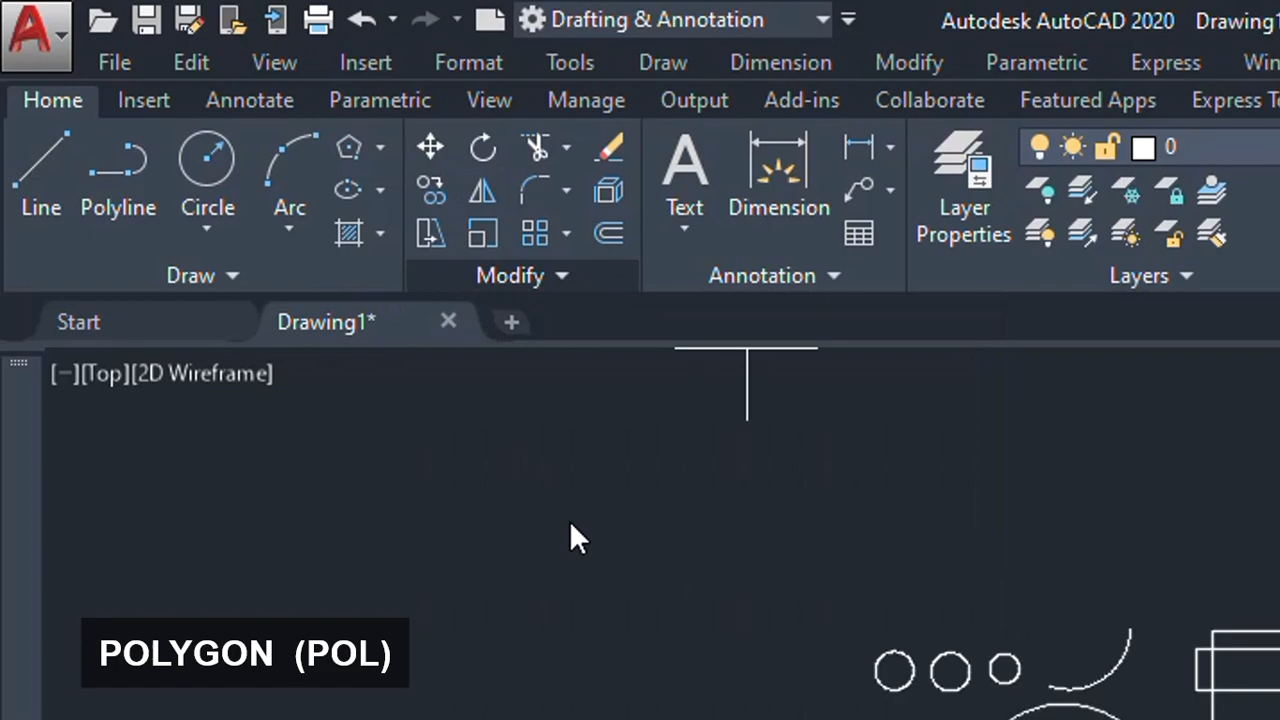 A Drafting & Annotation Autodesk AutoCAD 2020 Drawing1
File Edit View Insert Format Tools Draw Dimension Modify Parametric Express
Home Insert Annotate Parametric View Manage Output Add-ins Collaborate Featured Apps Express
A 0
Line Polyline Circle Arc Text Dimension Layer
Properties
Draw Modify Annotation Layers
Start Drawing1*
[−][Top][2D Wireframe]
POLYGON (POL)